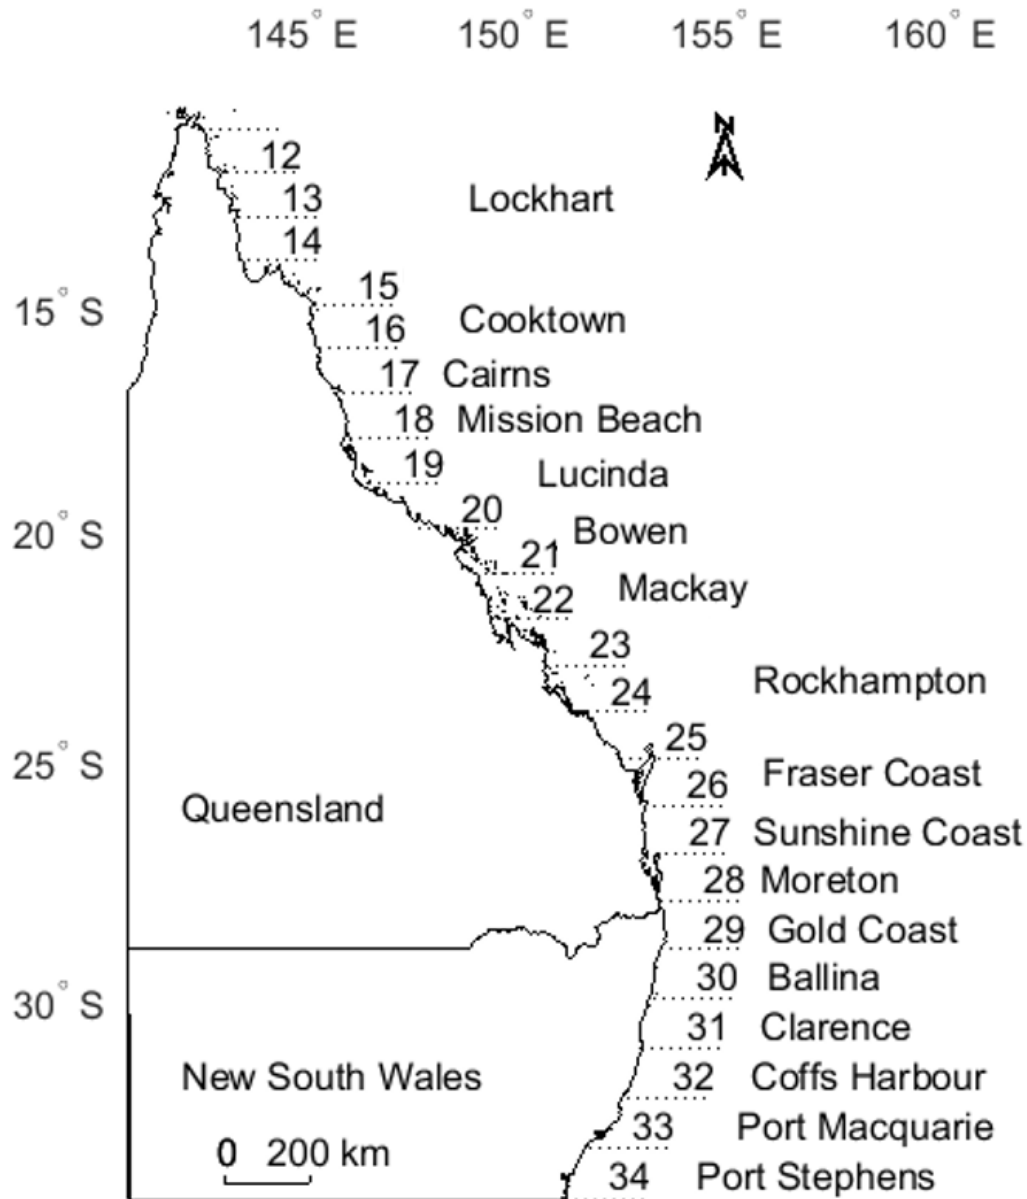 145° E 150° E 155° E 160° E
N
12
13 Lockhart
14
15
15° S
16 Cooktown
17 Cairns
18 Mission Beach
19 Lucinda
20
20° S
Bowen
21
22 Mackay
23
24 Rockhampton
25
25° S
26 Fraser Coast
Queensland
27 Sunshine Coast
28 Moreton
29 Gold Coast
30 Ballina
30° S
31 Clarence
New South Wales
32 Coffs Harbour
33 Port Macquarie
0 200 km
34 Port Stephens